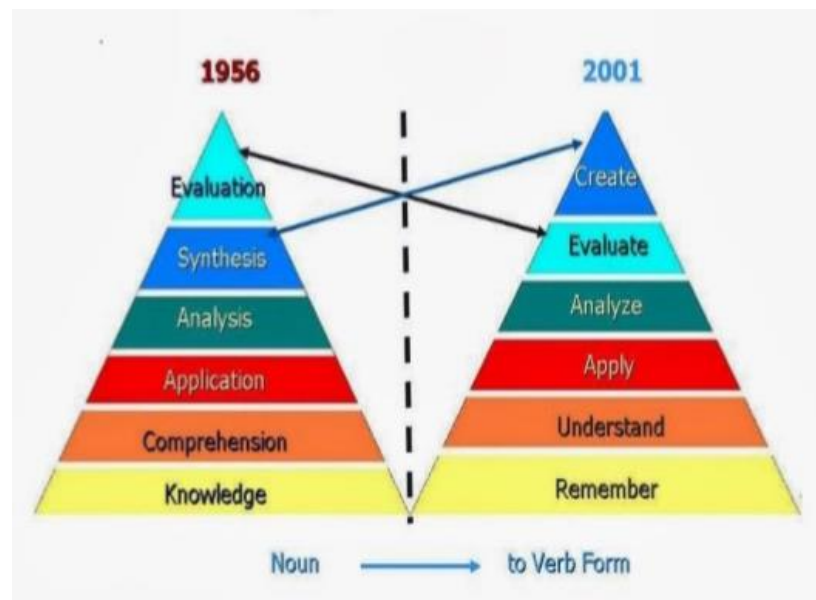 1956
Evaluation
Synthesis
Analysis
Application
Comprehension
Knowledge
2001
Create
Evaluate
Analyze
Apply
Understand
Remember
Noun to Verb Form